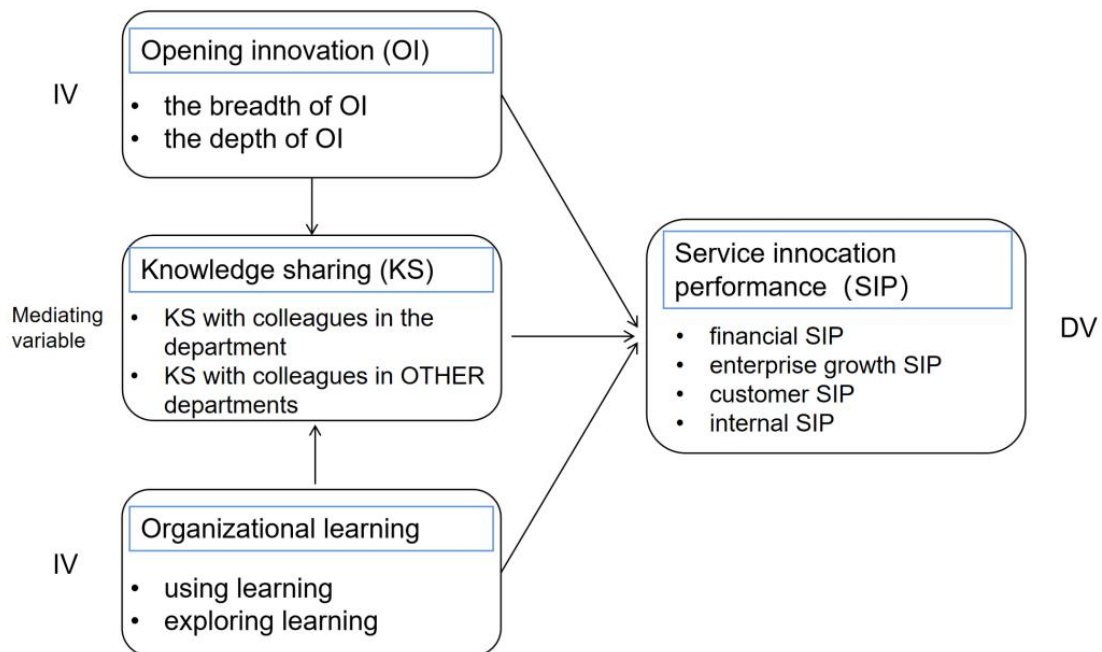 Opening innovation (OI)
IV
• the breadth of OI
• the depth of OI
Knowledge sharing (KS)
Mediating
variable
• KS with colleagues in the
department
• KS with colleagues in OTHER
departments
Service innocation
performance （SIP）
• financial SIP
• enterprise growth SIP
• customer SIP
• internal SIP
DV
Organizational learning
IV
• using learning
• exploring learning